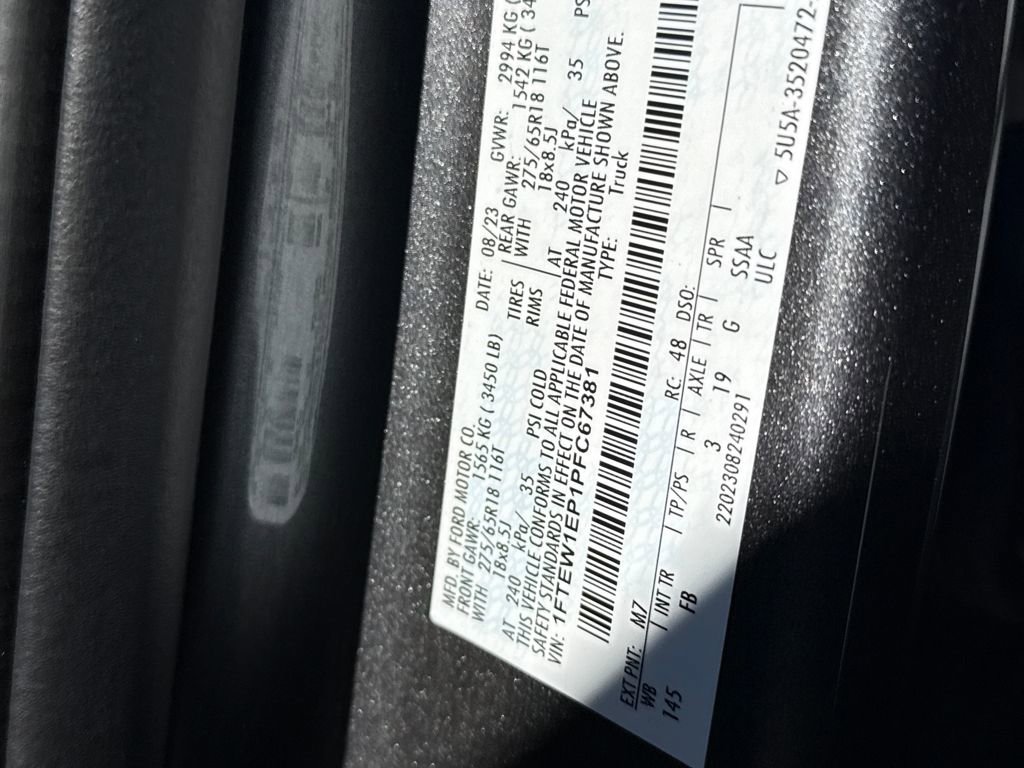 MFD. BY FORD MOTOR CO.
DATE: 08/23 GVWR: 2994 KG (
FRONT GAWR: 1565 KG ( 3450 LB)
REAR GAWR: 1542 KG ( 34
WITH 275/65R18 116T TIRES
WITH 275/65R18 116T
18x8.5J RIMS
18x8.5J
AT 240 kPa/ 35 PSI COLD
AT 240 kPa/ 35 PS
THIS VEHICLE CONFORMS TO ALL APPLICABLE FEDERAL MOTOR VEHICLE
SAFETY STANDARDS IN EFFECT ON THE DATE OF MANUFACTURE SHOWN ABOVE.
VIN: 1FTEW1EP1PFC67381 TYPE: Truck
EXT PNT: M7 RC: 48 DSO:
WB | INT TR | TP/PS | R | AXLE | TR | SPR |
145 FB 3 19 G SSAA
2202308240291 ULC
▽ 5U5A-3520472-